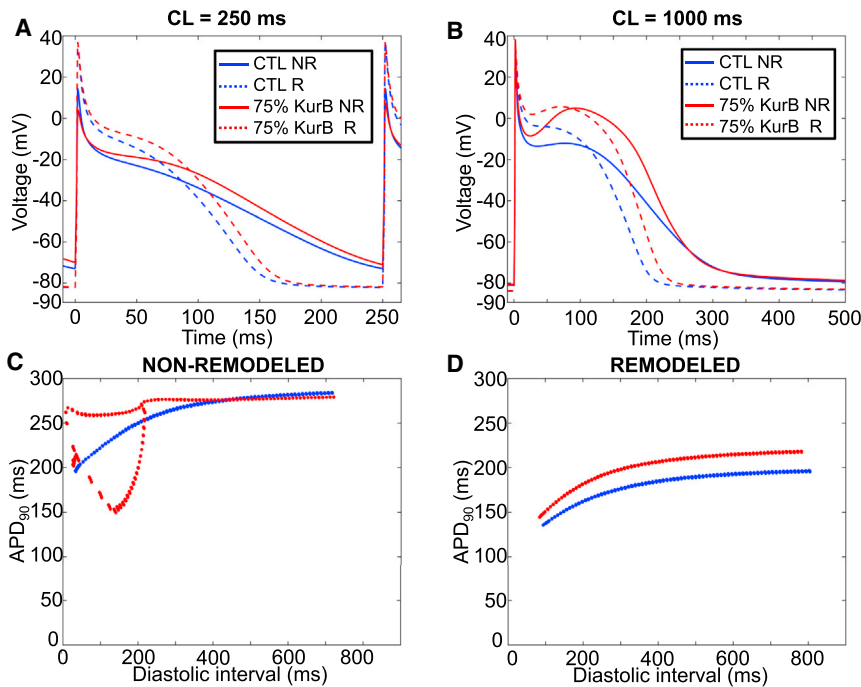 A
CL = 250 ms
40
20
0
-20
-40
-60
-80
-90
Voltage (mV)
CTL NR
CTL R
75% KurB NR
75% KurB R
0
50
100
150
200
250
Time (ms)
B
CL = 1000 ms
40
20
0
-20
-40
-60
-80
-90
Voltage (mV)
CTL NR
CTL R
75% KurB NR
75% KurB R
0
100
200
300
400
500
Time (ms)
C
NON-REMODELED
300
250
200
150
100
50
0
APD90 (ms)
0
200
400
600
800
Diastolic interval (ms)
D
REMODELED
300
250
200
150
100
50
0
APD90 (ms)
0
200
400
600
800
Diastolic interval (ms)